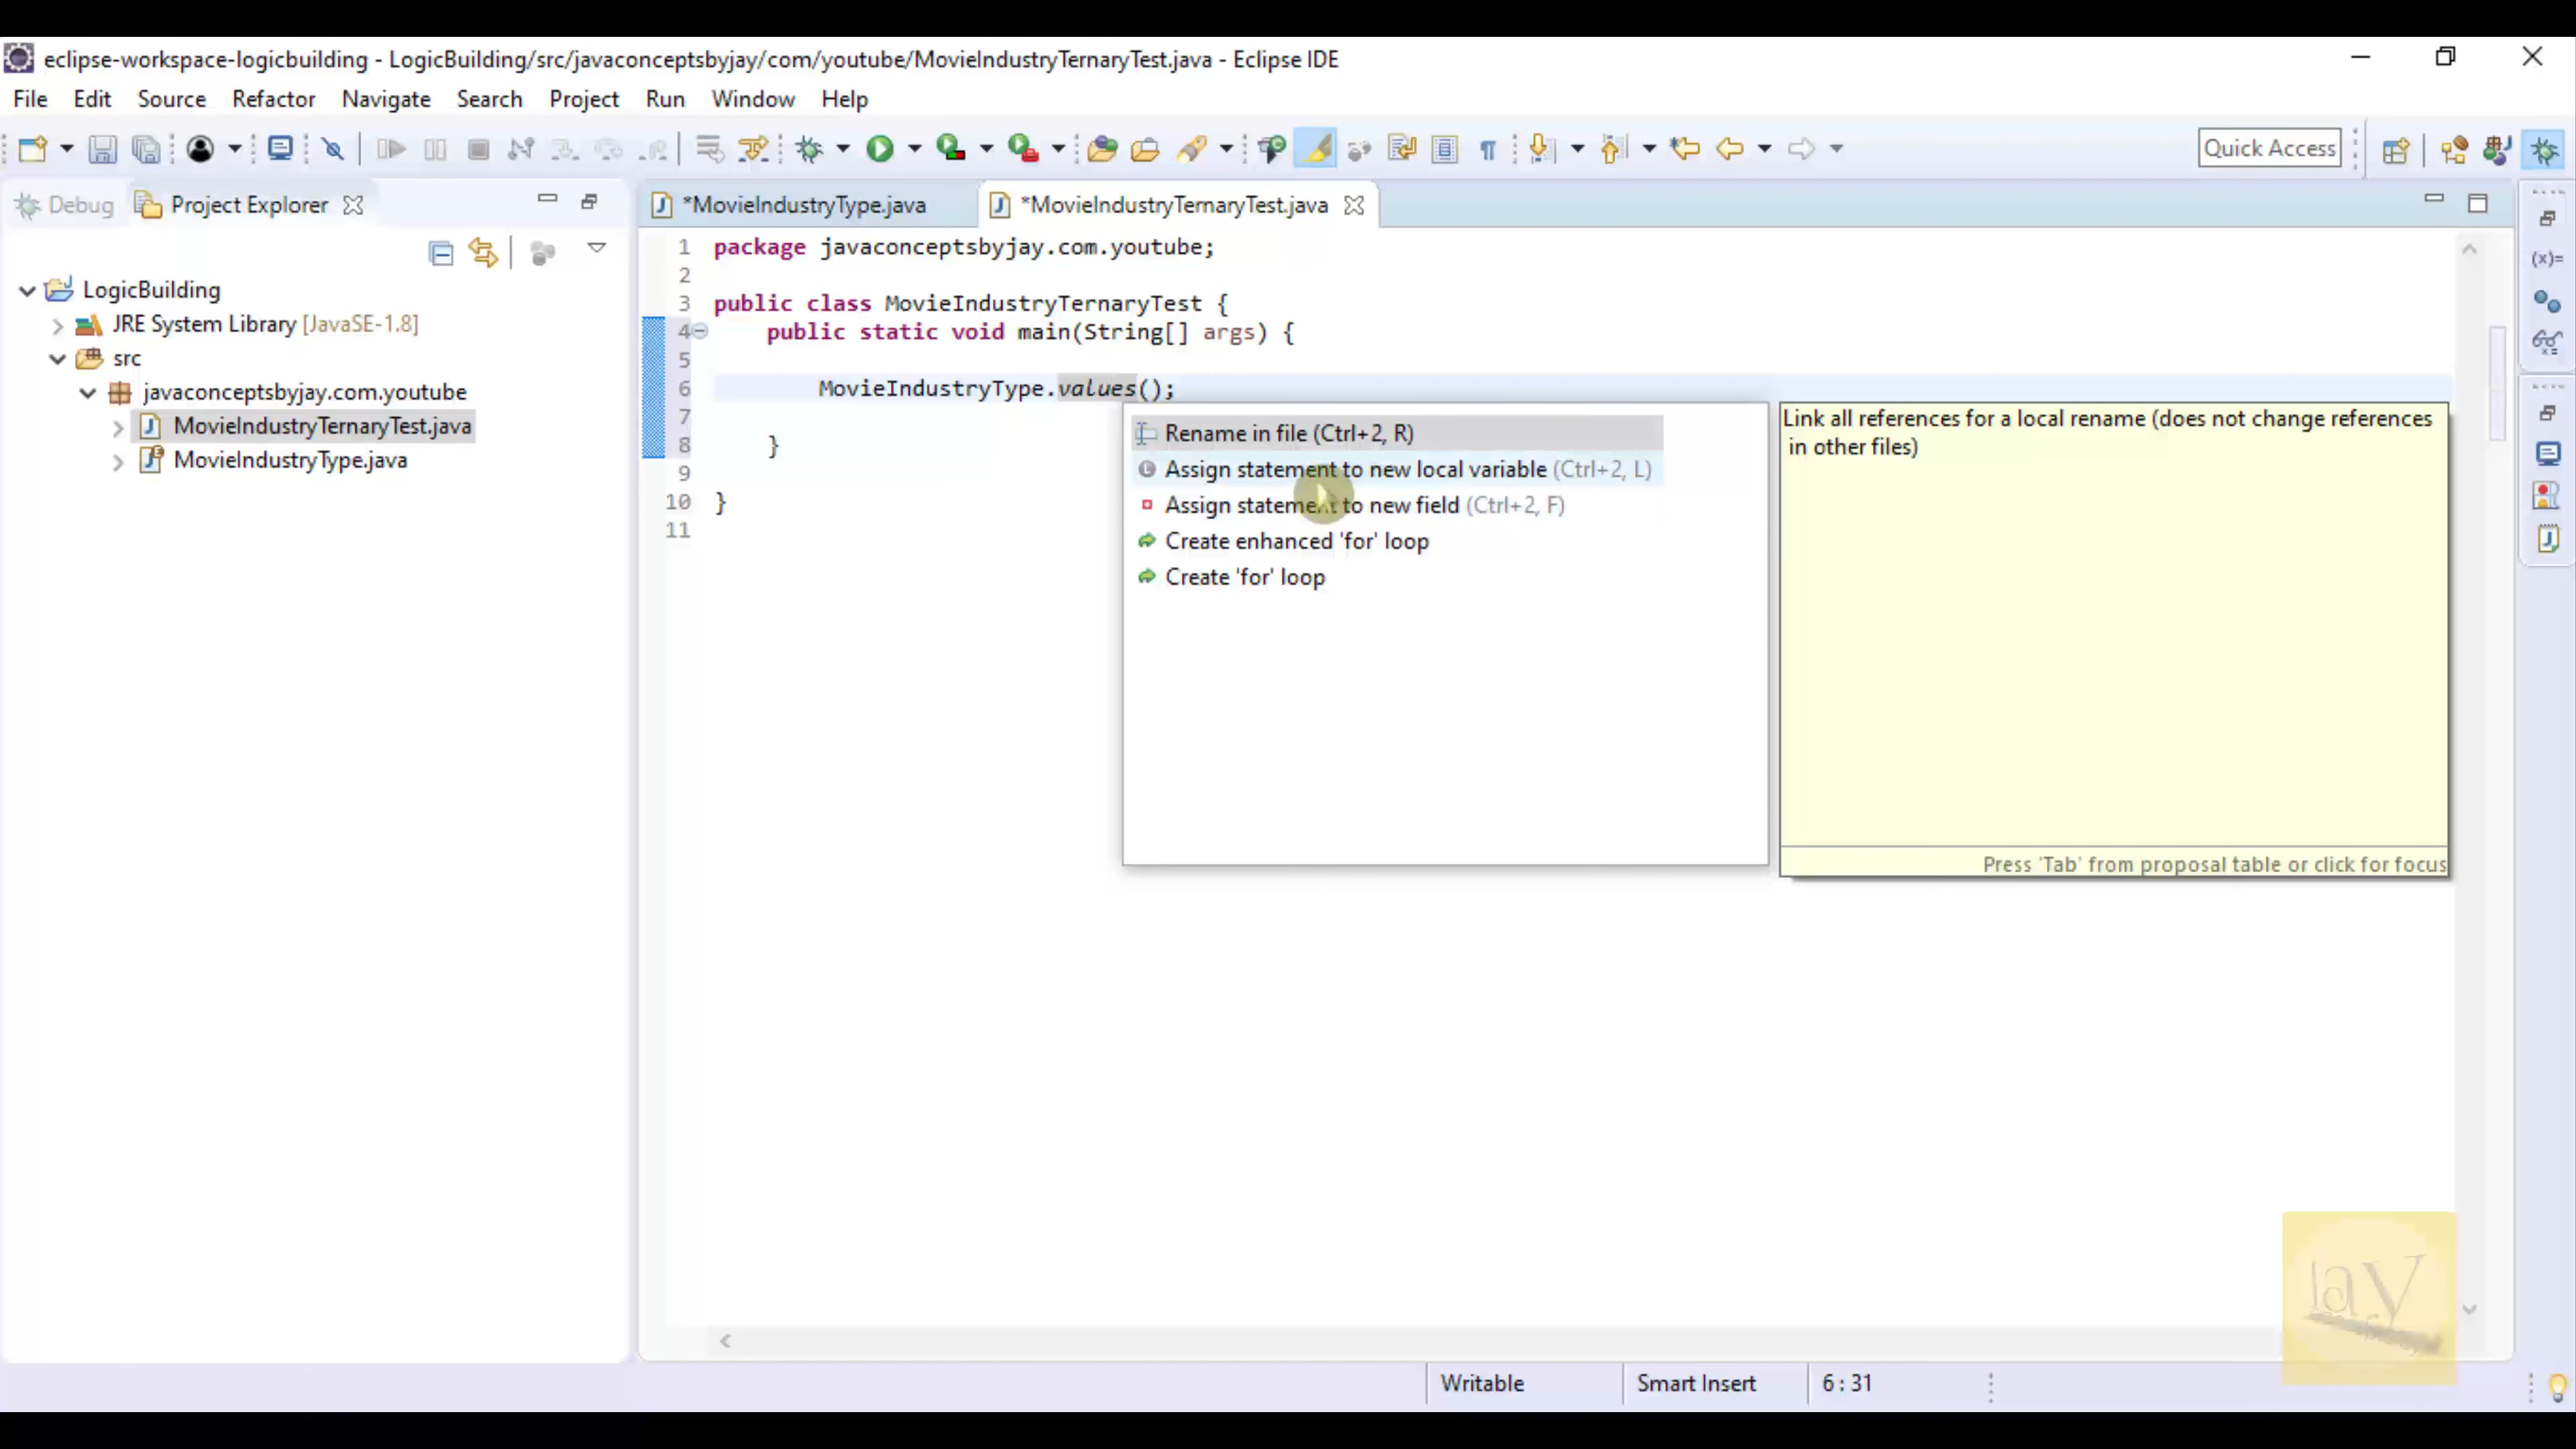 eclipse-workspace-logicbuilding - LogicBuilding/src/javaconceptsbyjay/com/youtube/MovieIndustryTernaryTest.java - Eclipse IDE
File Edit Source Refactor Navigate Search Project Run Window Help
Quick Access
Debug Project Explorer
*MovieIndustryType.java *MovieIndustryTernaryTest.java
LogicBuilding
JRE System Library [JavaSE-1.8]
src
javaconceptsbyjay.com.youtube
MovieIndustryTernaryTest.java
MovieIndustryType.java
1 package javaconceptsbyjay.com.youtube;
2
3 public class MovieIndustryTernaryTest {
4 public static void main(String[] args) {
5
6 MovieIndustryType.values();
7
8 }
9
10 }
11
Rename in file (Ctrl+2, R)
Assign statement to new local variable (Ctrl+2, L)
Assign statement to new field (Ctrl+2, F)
Create enhanced 'for' loop
Create 'for' loop
Link all references for a local rename (does not change references
in other files)
Press 'Tab' from proposal table or click for focus
Writable Smart Insert 6 : 31